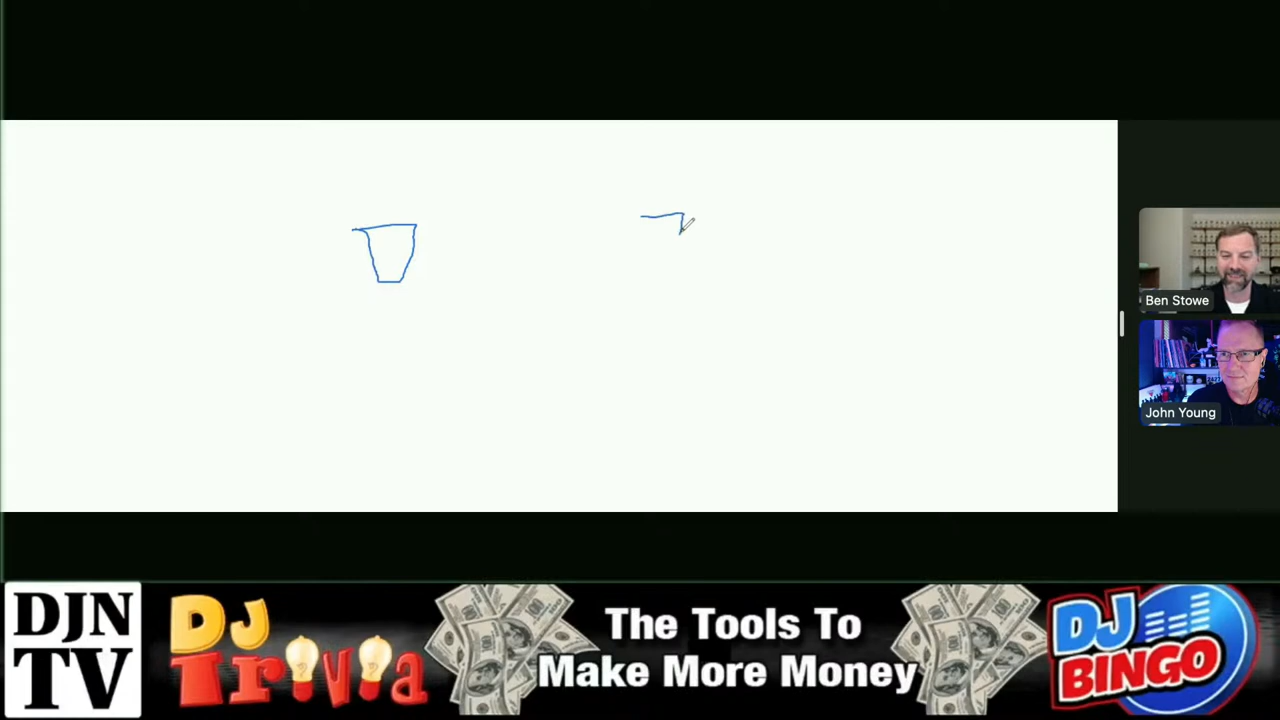 Ben Stowe
John Young
DJN
TV
DJ
Trivia
The Tools To
Make More Money
DJ
BINGO